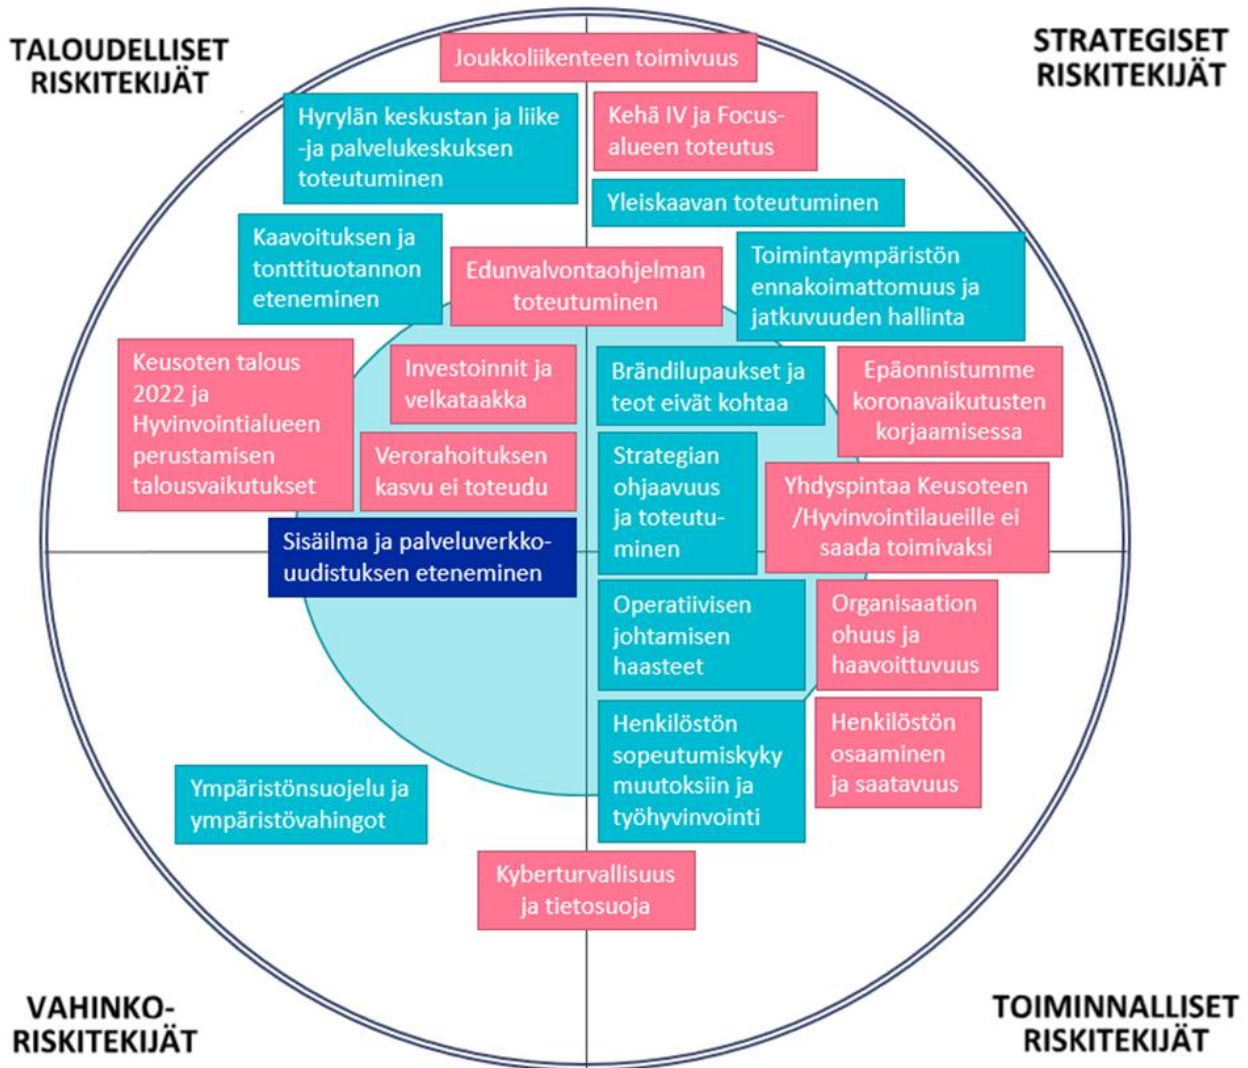 TALOUDELLISET
RISKITEKIJÄT
STRATEGISET
RISKITEKIJÄT
Joukkoliikenteen toimivuus
Hyrylän keskustan ja liike
-ja palvelukeskuksen
toteutuminen
Kehä IV ja Focus-
alueen toteutus
Yleiskaavan toteutuminen
Kaavoituksen ja
tonttituotannon
eteneminen
Edunvalvontaohjelman
toteutuminen
Toimintaympäristön
ennakoimattomuus ja
jatkuvuuden hallinta
Keusoten talous
2022 ja
Hyvinvointialueen
perustamisen
talousvaikutukset
Investoinnit ja
velkataakka
Brändilupaukset ja
teot eivät kohtaa
Epäonnistumme
koronavaikutusten
korjaamisessa
Verorahoituksen
kasvu ei toteudu
Strategian
ohjaavuus
ja toteutu-
minen
Yhdyspintaa Keusoteen
/Hyvinvointilaueille ei
saada toimivaksi
Sisäilma ja palveluverkko-
uudistuksen eteneminen
Operatiivisen
johtamisen
haasteet
Organisaation
ohuus ja
haavoittuvuus
Henkilöstön
sopeutumiskyky
muutoksiin ja
työhyvinvointi
Henkilöstön
osaaminen
ja saatavuus
Ympäristönsuojelu ja
ympäristövahingot
Kyberturvallisuus
ja tietosuoja
VAHINKO-
RISKITEKIJÄT
TOIMINNALLISET
RISKITEKIJÄT